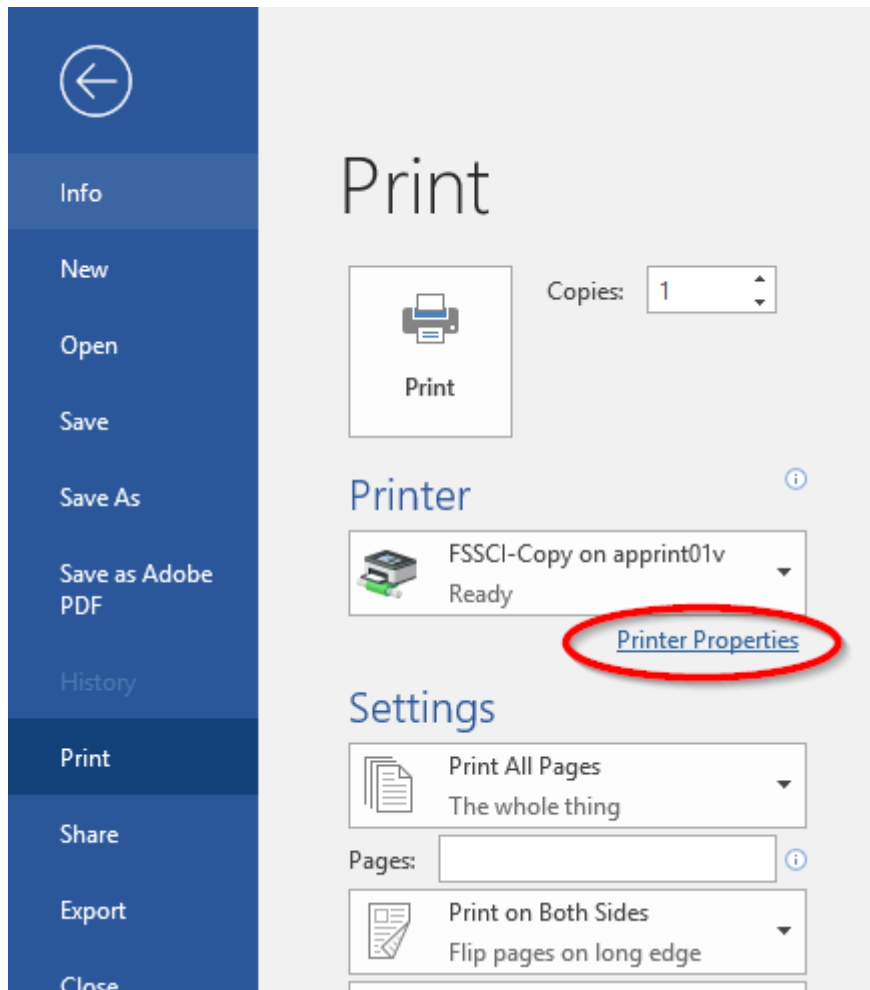 Info
New
Open
Save
Save As
Save as Adobe
PDF
History
Print
Share
Export
Close
Print
Copies: 1
Print
Printer
FSSCI-Copy on apprint01v
Ready
Printer Properties
Settings
Print All Pages
The whole thing
Pages:
Print on Both Sides
Flip pages on long edge